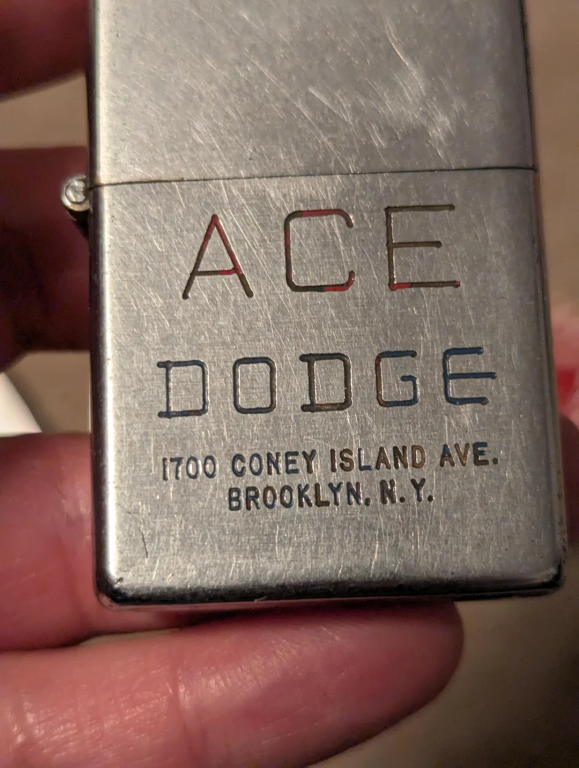 ACE
DODGE
1700 CONEY ISLAND AVE.
BROOKLYN, N.Y.